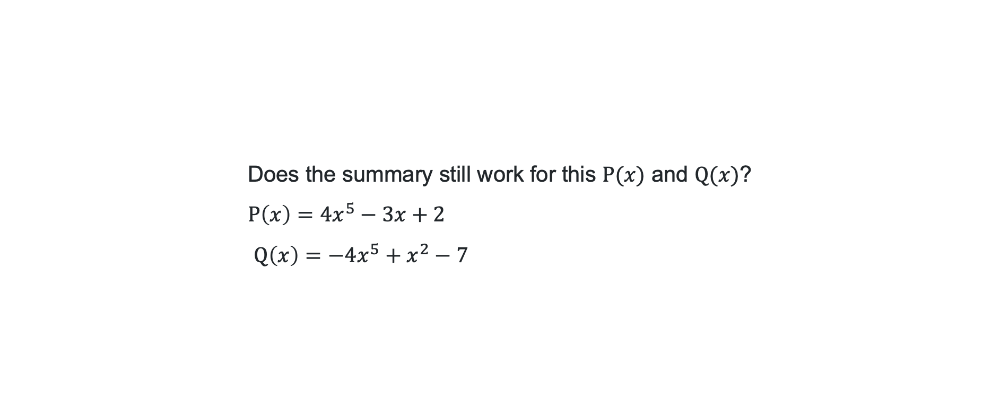 Does the summary still work for this P(x) and Q(x)?
P(x) = 4x⁵ − 3x + 2
Q(x) = −4x⁵ + x² − 7